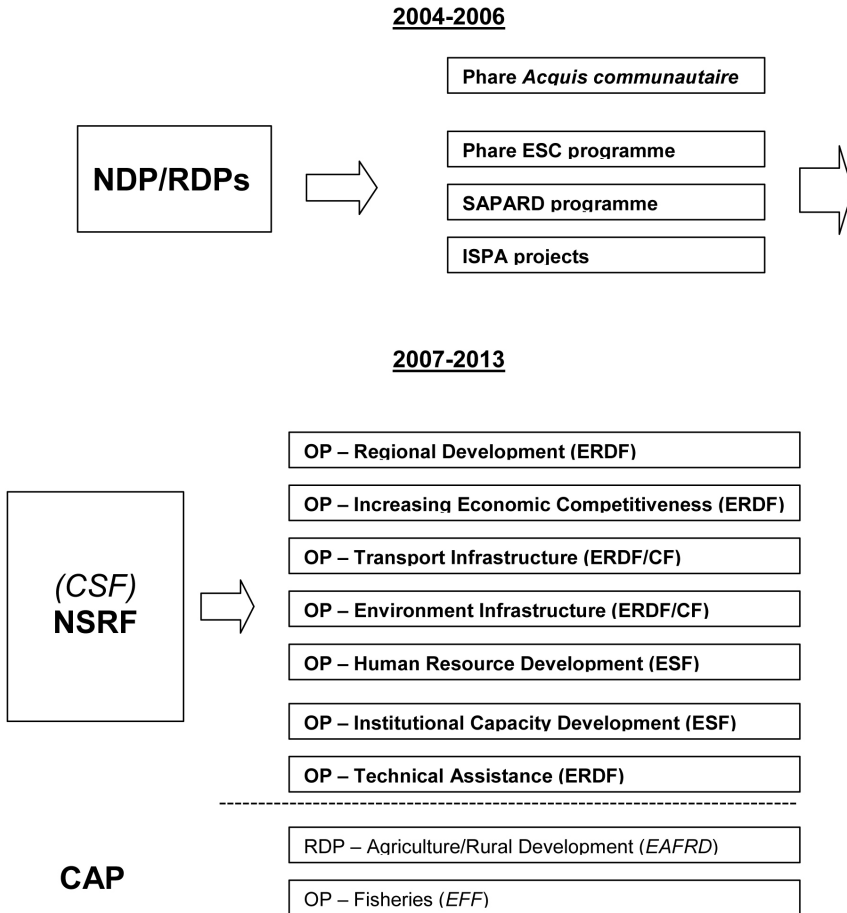 2004-2006
Phare Acquis communautaire
NDP/RDPs
Phare ESC programme
SAPARD programme
ISPA projects
2007-2013
OP – Regional Development (ERDF)
OP – Increasing Economic Competitiveness (ERDF)
OP – Transport Infrastructure (ERDF/CF)
(CSF)
NSRF
OP – Environment Infrastructure (ERDF/CF)
OP – Human Resource Development (ESF)
OP – Institutional Capacity Development (ESF)
OP – Technical Assistance (ERDF)
CAP
RDP – Agriculture/Rural Development (EAFRD)
OP – Fisheries (EFF)